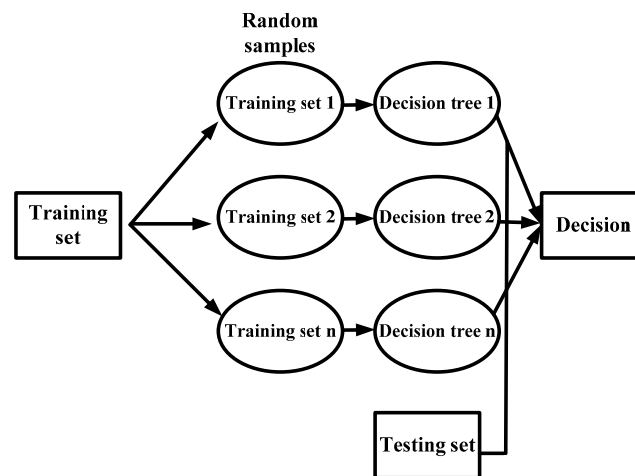 Random
samples
Training set 1
Decision tree 1
Training
set
Training set 2
Decision tree 2
Decision
Training set n
Decision tree n
Testing set